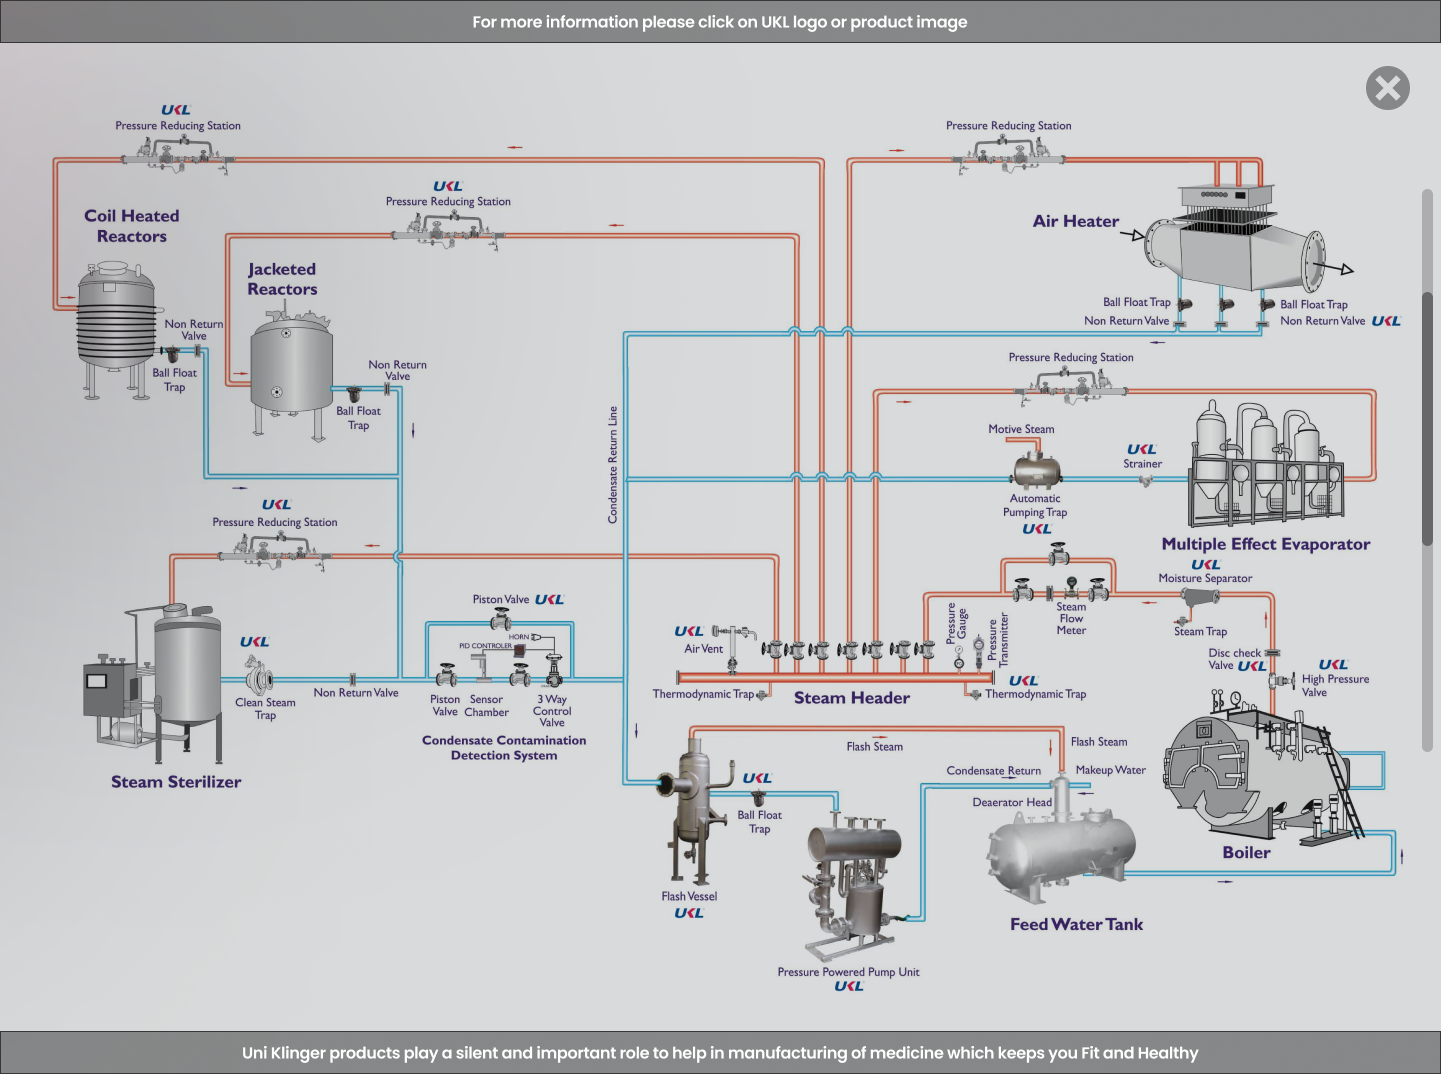 For more information please click on UKL logo or product image
UKL
Pressure Reducing Station
Pressure Reducing Station
UKL
Pressure Reducing Station
Coil Heated
Reactors
Air Heater
Jacketed
Reactors
Ball Float Trap
Non Return Valve
Ball Float Trap
Non Return Valve UKL
Non Return
Valve
Ball Float
Trap
Non Return
Valve
Ball Float
Trap
Pressure Reducing Station
Condensate Return Line
Motive Steam
UKL
Strainer
Automatic
Pumping Trap
UKL
UKL
Pressure Reducing Station
Multiple Effect Evaporator
UKL
Moisture Separator
Steam Trap
Steam
Flow
Meter
Piston Valve UKL
HORN
PID CONTROLER
UKL
Clean Steam
Trap
Non Return Valve
Piston
Valve
Sensor
Chamber
3 Way
Control
Valve
Condensate Contamination
Detection System
Steam Sterilizer
UKL
Air Vent
Pressure
Gauge
Pressure
Transmitter
Thermodynamic Trap
Steam Header
UKL
Thermodynamic Trap
Disc check
Valve UKL
UKL
High Pressure
Valve
Flash Steam
Flash Steam
Condensate Return
Makeup Water
Deaerator Head
UKL
Ball Float
Trap
Flash Vessel
UKL
Boiler
Feed Water Tank
Pressure Powered Pump Unit
UKL
Uni Klinger products play a silent and important role to help in manufacturing of medicine which keeps you Fit and Healthy